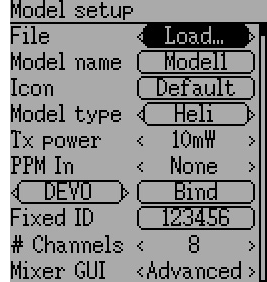 Model setup
File Load...
Model name Model1
Icon Default
Model type Heli
Tx power < 10mW >
PPM In < None >
DEVO Bind
Fixed ID 123456
# Channels < 8 >
Mixer GUI <Advanced>